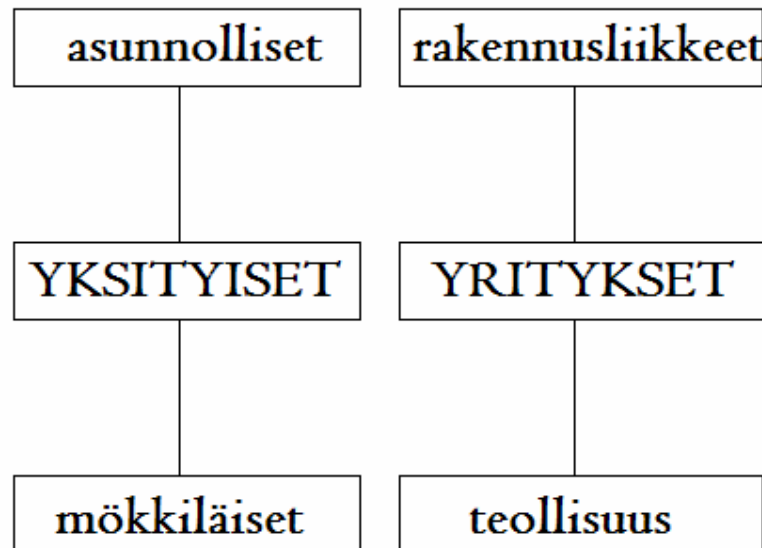 asunnolliset
rakennusliikkeet
YKSITYISET
YRITYKSET
mökkiläiset
teollisuus